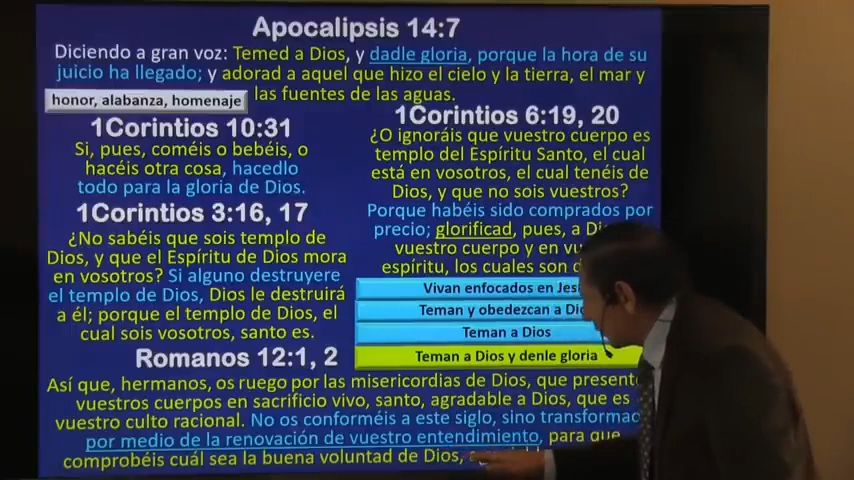 Apocalipsis 14:7
Diciendo a gran voz: Temed a Dios, y dadle gloria, porque la hora de su
juicio ha llegado; y adorad a aquel que hizo el cielo y la tierra, el mar y
honor, alabanza, homenaje
las fuentes de las aguas.
1Corintios 10:31
Si, pues, coméis o bebéis, o
hacéis otra cosa, hacedlo
todo para la gloria de Dios.
1Corintios 3:16, 17
¿No sabéis que sois templo de
Dios, y que el Espíritu de Dios mora
en vosotros? Si alguno destruyere
el templo de Dios, Dios le destruirá
a él; porque el templo de Dios, el
cual sois vosotros, santo es.
1Corintios 6:19, 20
¿O ignoráis que vuestro cuerpo es
templo del Espíritu Santo, el cual
está en vosotros, el cual tenéis de
Dios, y que no sois vuestros?
Porque habéis sido comprados por
precio; glorificad, pues, a
vuestro cuerpo y en
espíritu, los cuales son
Vivan enfocados en
Teman y obedezcan a
Teman a Dios
Teman a Dios y denle gloria
Romanos 12:1, 2
Así que, hermanos, os ruego por las misericordias de Dios, que
vuestros cuerpos en sacrificio vivo, santo, agradable a Dios, que es
vuestro culto racional. No os conforméis a este siglo, sino
por medio de la renovación de vuestro entendimiento, para que
comprobéis cuál sea la buena voluntad de Dios,